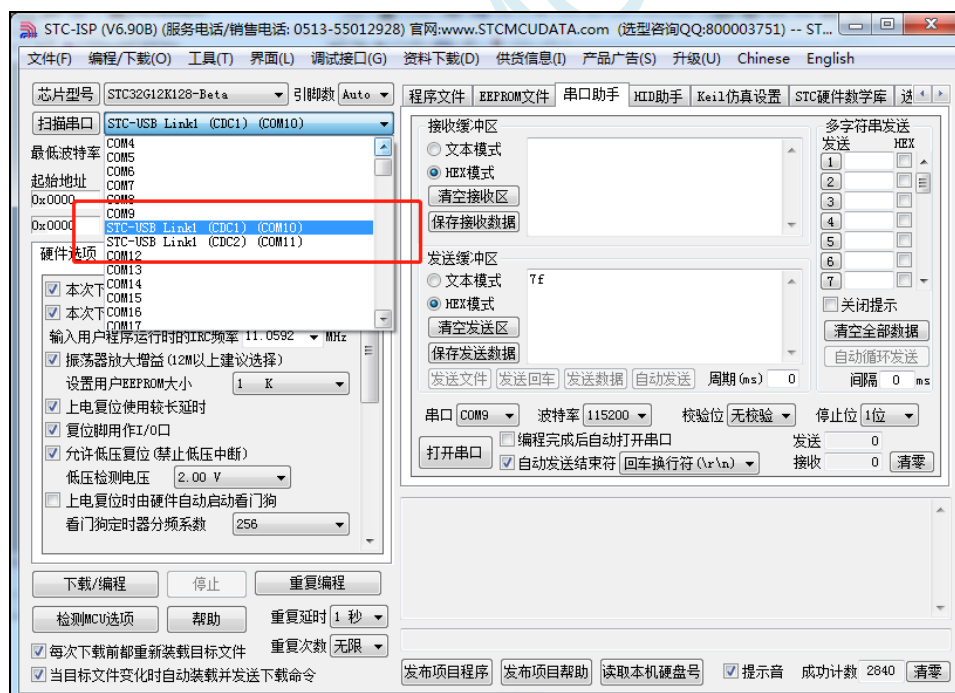 STC-ISP (V6.90B) (服务电话/销售电话: 0513-55012928) 官网:www.STCMCUDATA.com (选型咨询QQ:800003751) -- ST...
文件(F) 编程/下载(O) 工具(T) 界面(L) 调试接口(G) 资料下载(D) 供货信息(I) 产品广告(S) 升级(U) Chinese English
芯片型号 STC32G12K128-Beta 引脚数 Auto
扫描串口 STC-USB Link1 (CDC1) (COM10)
最低波特率
起始地址
0x0000
0x0000
COM4
COM5
COM6
COM7
COM8
COM9
STC-USB Link1 (CDC1) (COM10)
STC-USB Link1 (CDC2) (COM11)
COM12
COM13
COM14
COM15
COM16
COM17
硬件选项
本次下
本次下
输入用户程序运行时的IRC频率 11.0592 MHz
振荡器放大增益(12M以上建议选择)
设置用户EEPROM大小 1 K
上电复位使用较长延时
复位脚用作I/O口
允许低压复位(禁止低压中断)
低压检测电压 2.00 V
上电复位时由硬件自动启动看门狗
看门狗定时器分频系数 256
下载/编程 停止 重复编程
检测MCU选项 帮助 重复延时 1 秒
每次下载前都重新装载目标文件 重复次数 无限
当目标文件变化时自动装载并发送下载命令
程序文件 EEPROM文件 串口助手 HID助手 Keil仿真设置 STC硬件数学库
接收缓冲区
文本模式
HEX模式
清空接收区
保存接收数据
发送缓冲区
文本模式 7f
HEX模式
清空发送区
保存发送数据
发送文件 发送回车 发送数据 自动发送 周期(ms) 0
多字符串发送
发送 HEX
1
2
3
4
5
6
7
关闭提示
清空全部数据
自动循环发送
间隔 0 ms
串口 COM9 波特率 115200 校验位 无校验 停止位 1位
打开串口 编程完成后自动打开串口 发送 0
自动发送结束符 回车换行符(\r\n) 接收 0 清零
发布项目程序 发布项目帮助 读取本机硬盘号 提示音 成功计数 2840 清零